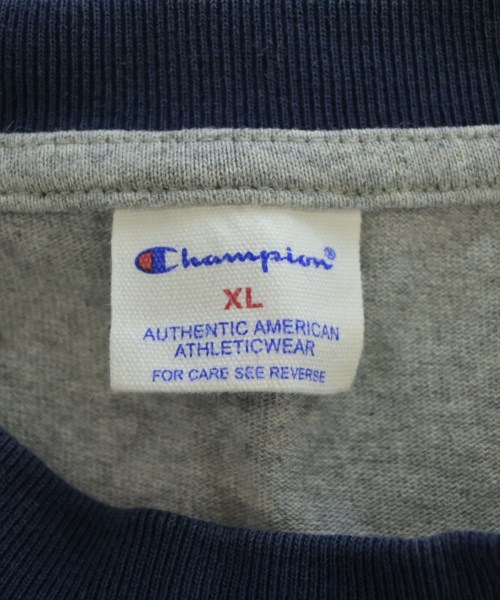 Champion®
XL
AUTHENTIC AMERICAN
ATHLETICWEAR
FOR CARE SEE REVERSE